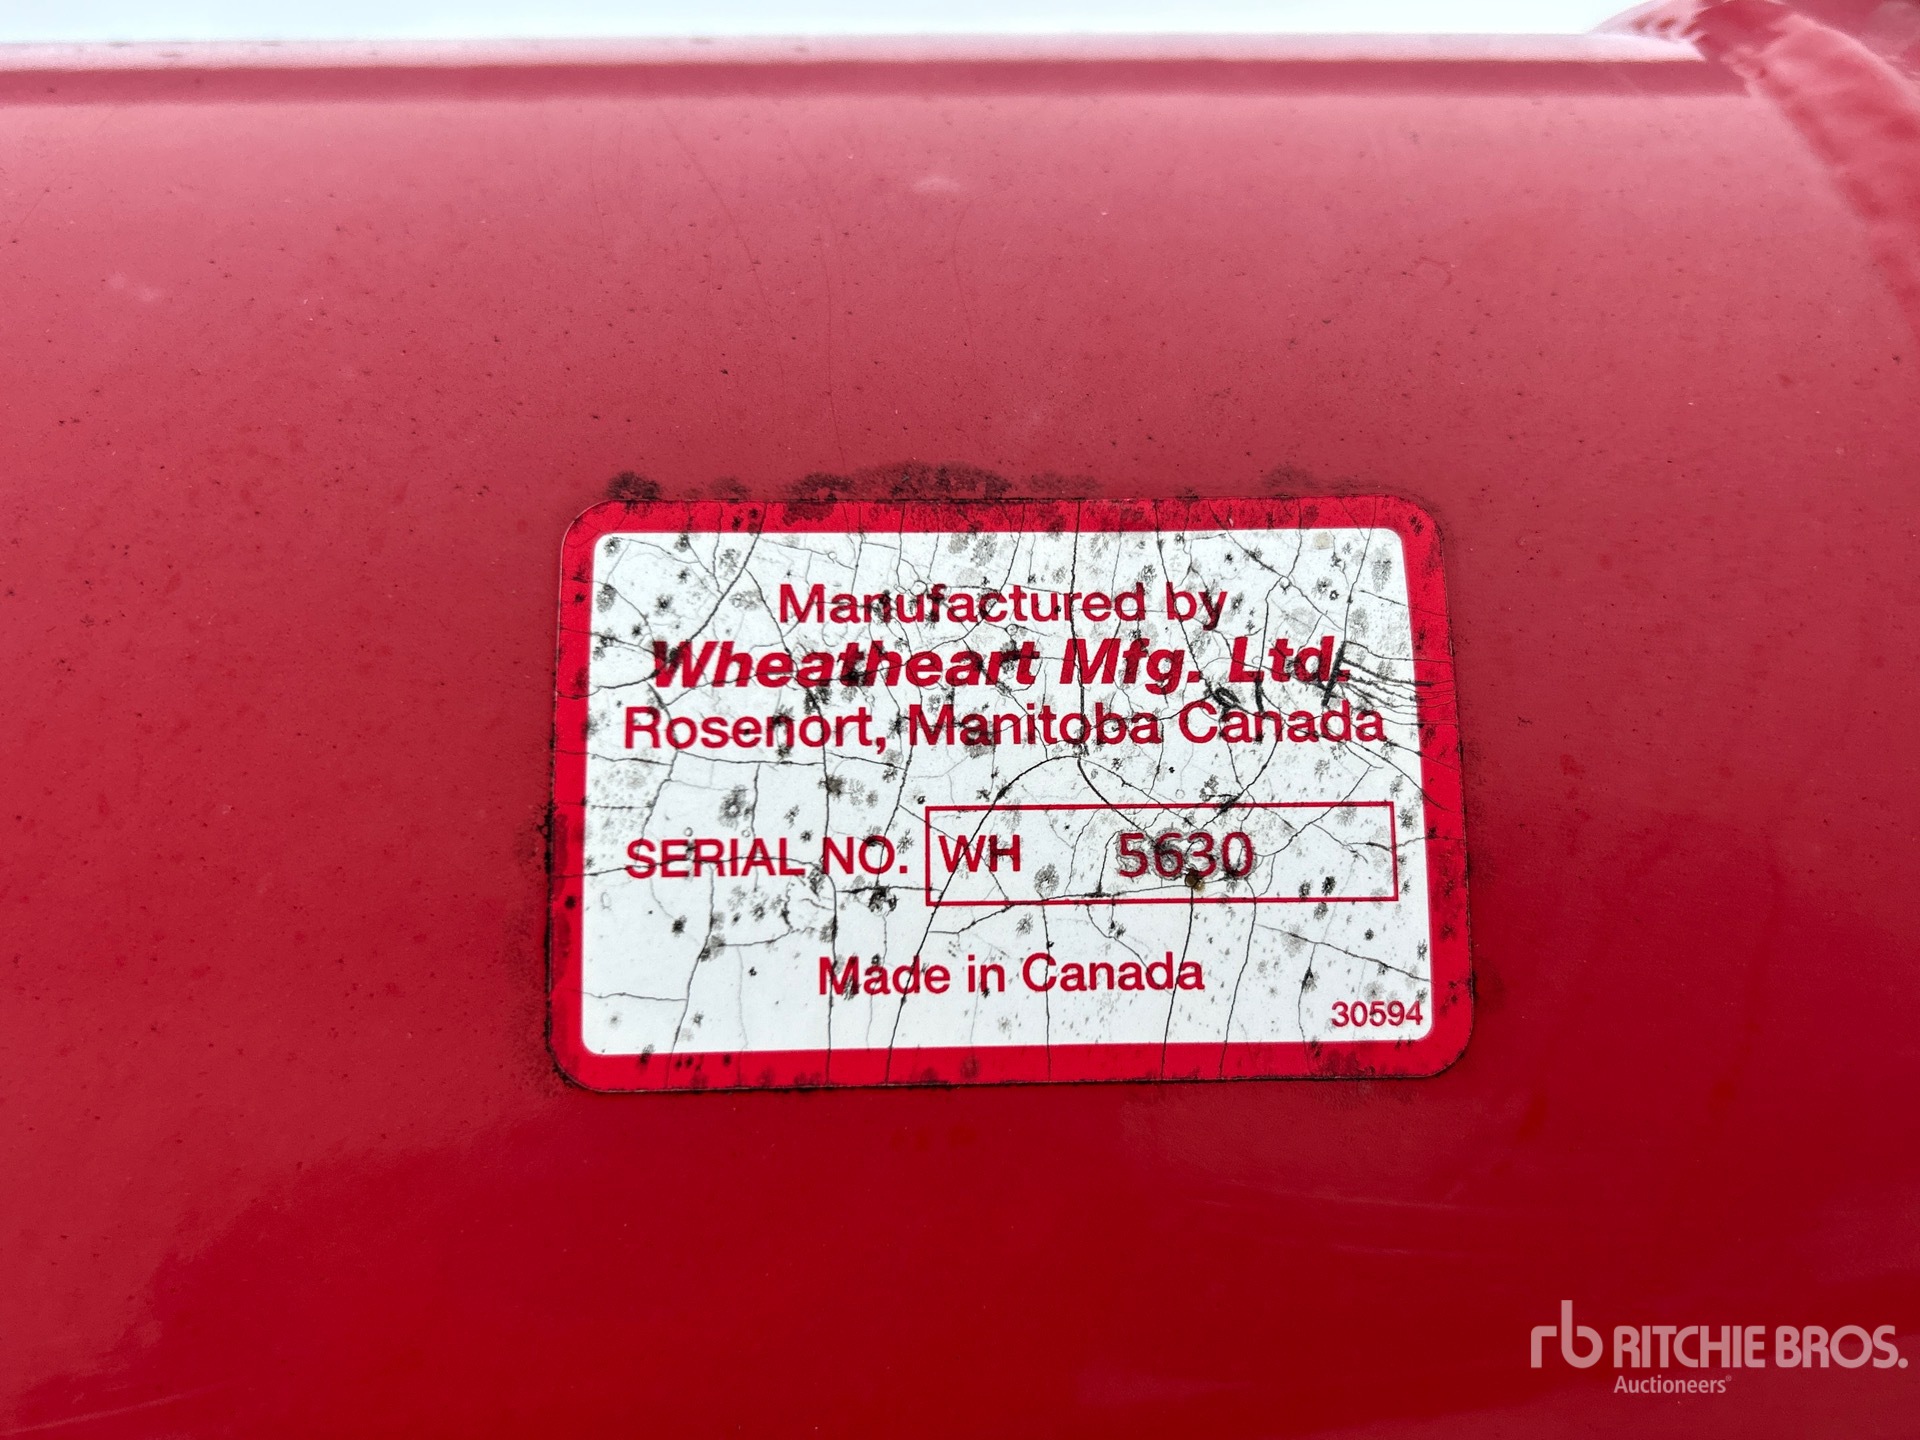 Manufactured by
Wheatheart Mfg. Ltd.
Rosenort, Manitoba Canada
SERIAL NO. WH 5630
Made in Canada
30594
rb RITCHIE BROS.
Auctioneers®